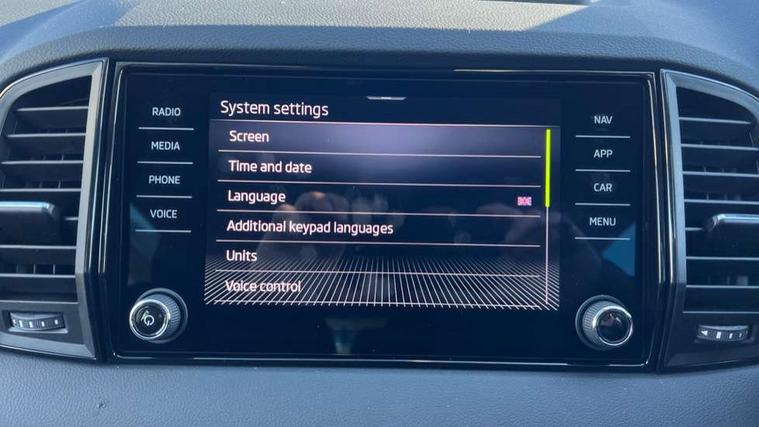 System settings
RADIO
MEDIA
PHONE
VOICE
Screen
Time and date
Language
Additional keypad languages
Units
Voice control
NAV
APP
CAR
MENU